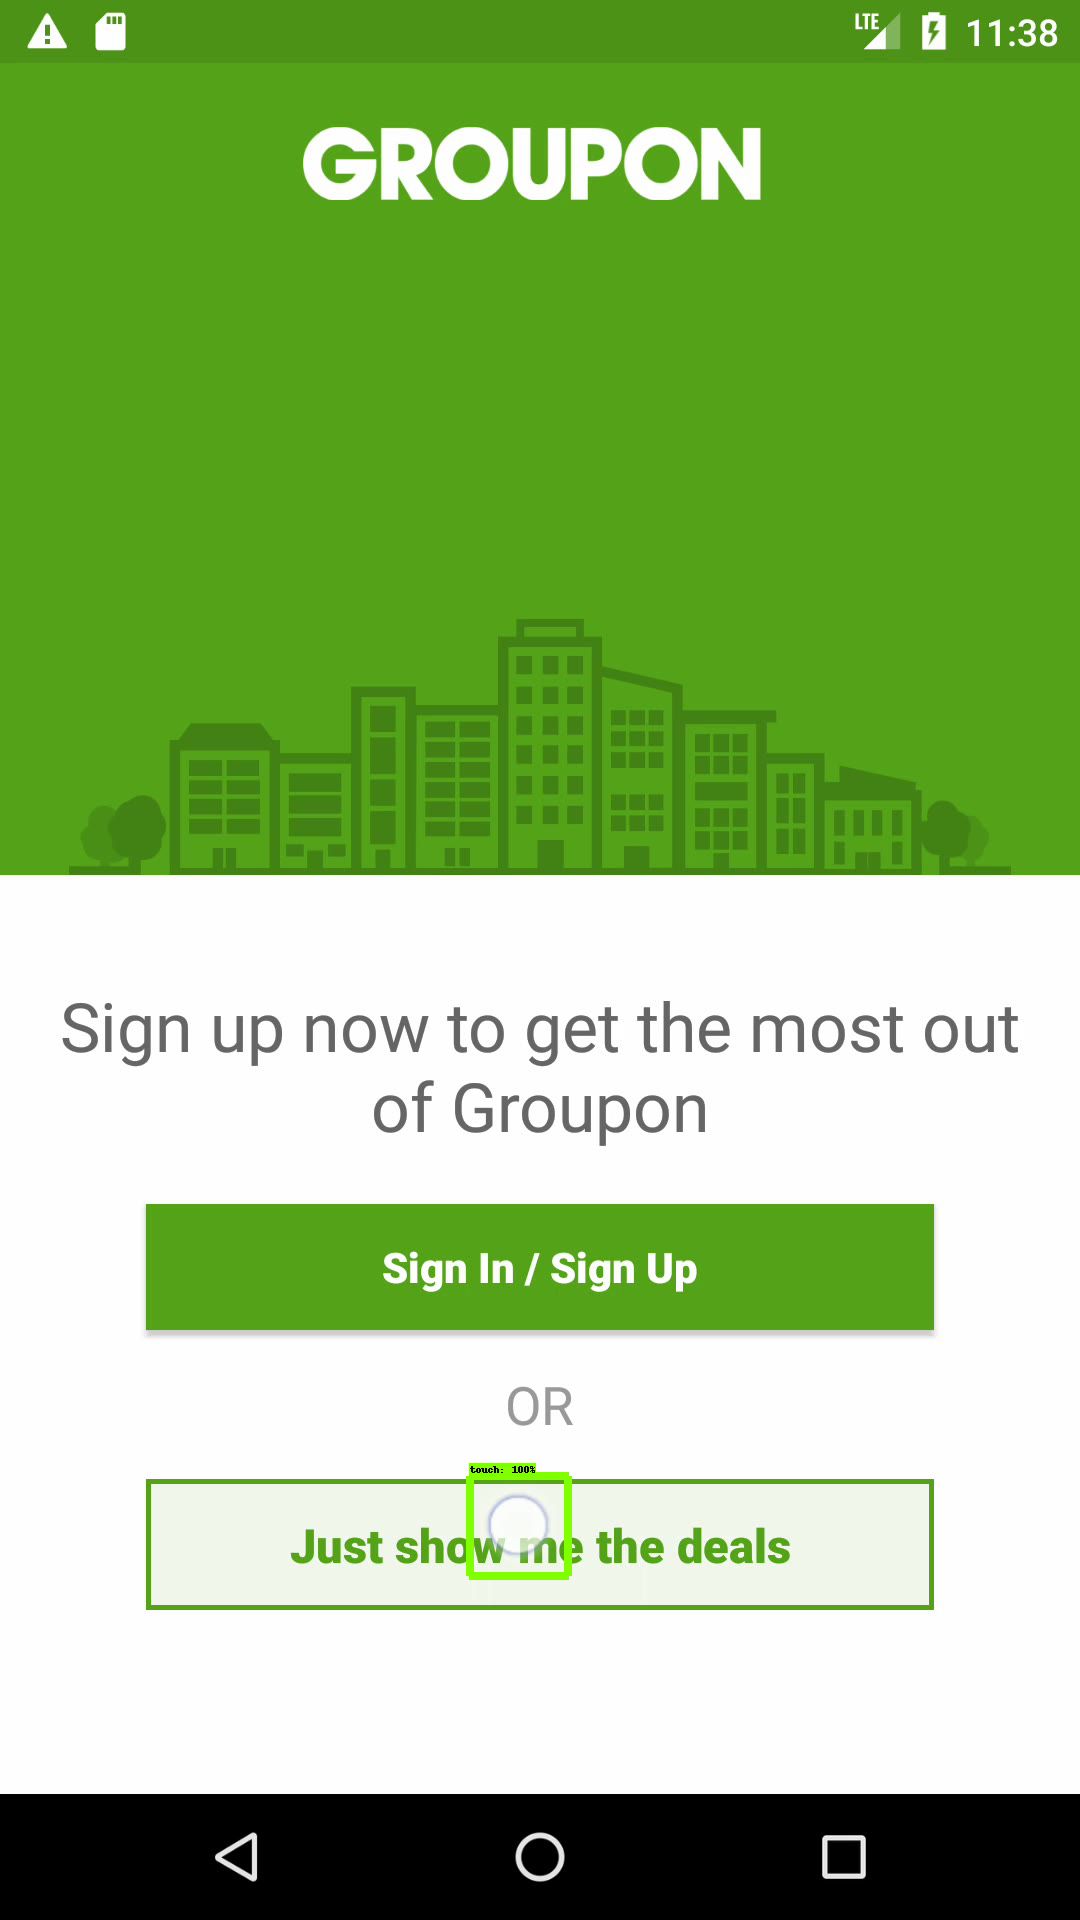 LTE 11:38
GROUPON
Sign up now to get the most out
of Groupon
Sign In / Sign Up
OR
touch: 100%
Just show me the deals